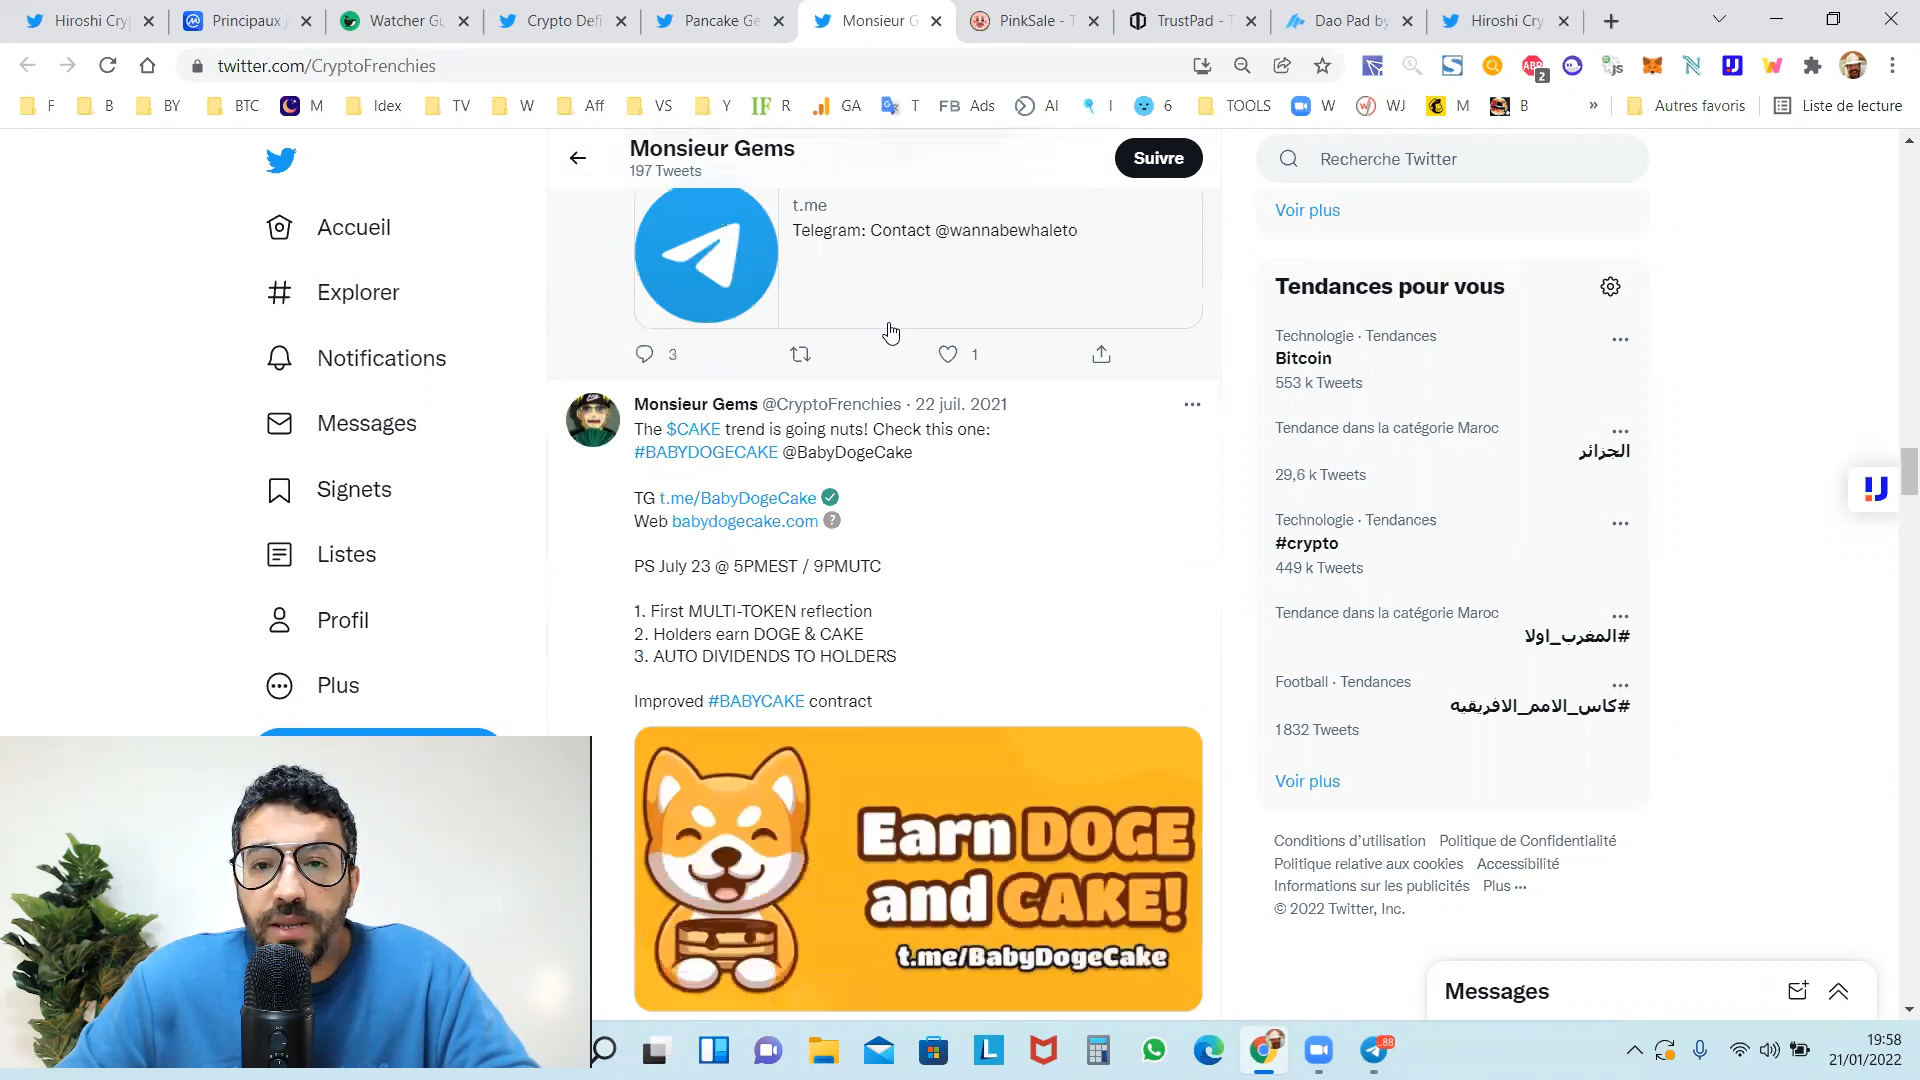 Hiroshi Cry
Principaux j
Watcher Gu
Crypto Defi
Pancake Ge
Monsieur G
PinkSale - T
TrustPad - T
Dao Pad by
Hiroshi Cry
twitter.com/CryptoFrenchies
ABP
2
JS
F
B
BY
BTC
M
Idex
TV
W
Aff
VS
Y
IF R
GA
T
FB Ads
AI
I
6
TOOLS
W
WJ
M
B
»
Autres favoris
Liste de lecture
Monsieur Gems
197 Tweets
Suivre
Recherche Twitter
Voir plus
Accueil
Explorer
Notifications
Messages
Signets
Listes
Profil
Plus
t.me
Telegram: Contact @wannabewhaleto
3
1
Monsieur Gems @CryptoFrenchies · 22 juil. 2021
The $CAKE trend is going nuts! Check this one:
#BABYDOGECAKE @BabyDogeCake
TG t.me/BabyDogeCake
Web babydogecake.com
PS July 23 @ 5PMEST / 9PMUTC
1. First MULTI-TOKEN reflection
2. Holders earn DOGE & CAKE
3. AUTO DIVIDENDS TO HOLDERS
Improved #BABYCAKE contract
Earn DOGE
and CAKE!
t.me/BabyDogeCake
Tendances pour vous
Technologie · Tendances
Bitcoin
553 k Tweets
Tendance dans la catégorie Maroc
الجزائر
29,6 k Tweets
Technologie · Tendances
#crypto
449 k Tweets
Tendance dans la catégorie Maroc
#المغرب_اولا
Football · Tendances
#كاس_الامم_الافريقيه
1 832 Tweets
Voir plus
Conditions d’utilisation Politique de Confidentialité
Politique relative aux cookies Accessibilité
Informations sur les publicités Plus ···
© 2022 Twitter, Inc.
Messages
L
88
19:58
21/01/2022